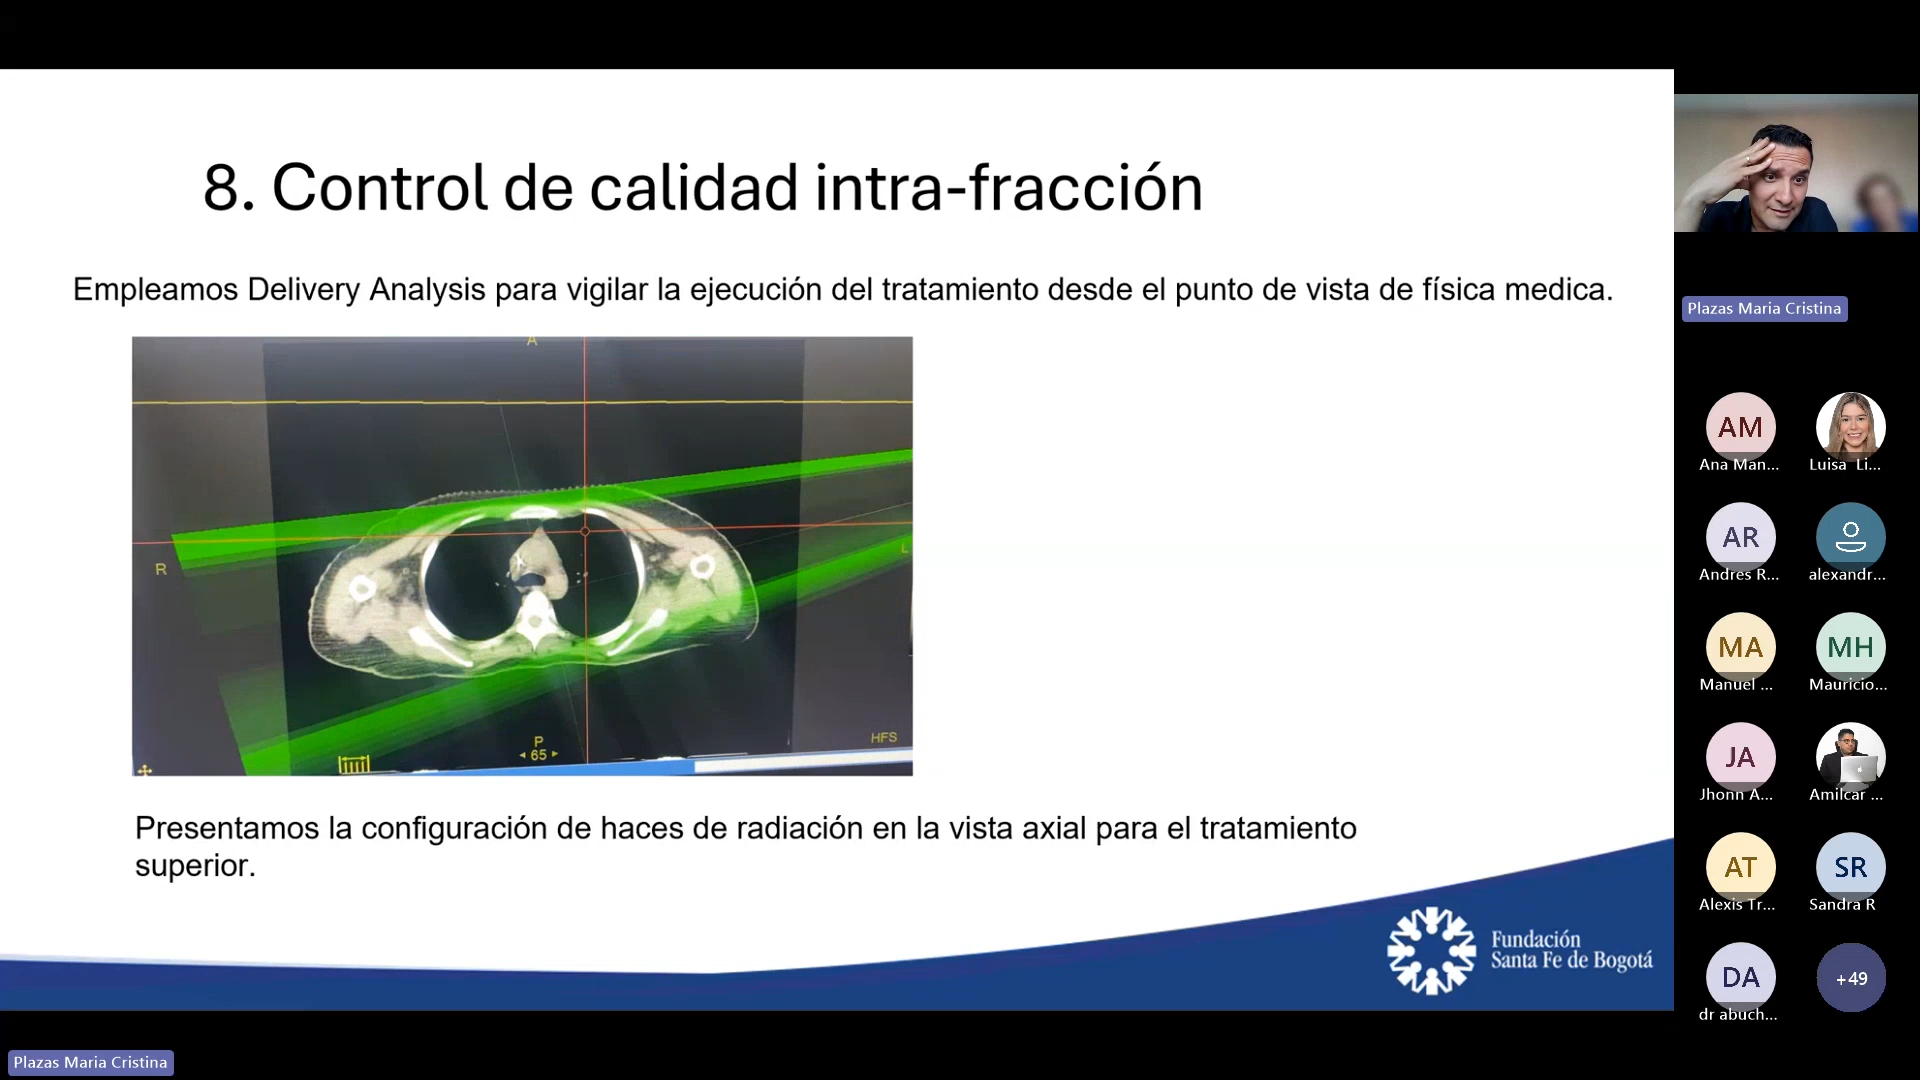 8. Control de calidad intra-fracción
Empleamos Delivery Analysis para vigilar la ejecución del tratamiento desde el punto de vista de física medica.
A
R
L
P
◄ 65 ►
HFS
Presentamos la configuración de haces de radiación en la vista axial para el tratamiento
superior.
Fundación
Santa Fe de Bogotá
Plazas Maria Cristina
AM
Ana Man...
Luisa Li...
AR
Andres R...
alexandr...
MA
Manuel ...
MH
Mauricio...
JA
Jhonn A...
Amilcar ...
AT
Alexis Tr...
SR
Sandra R
DA
dr abuch...
+49
Plazas Maria Cristina